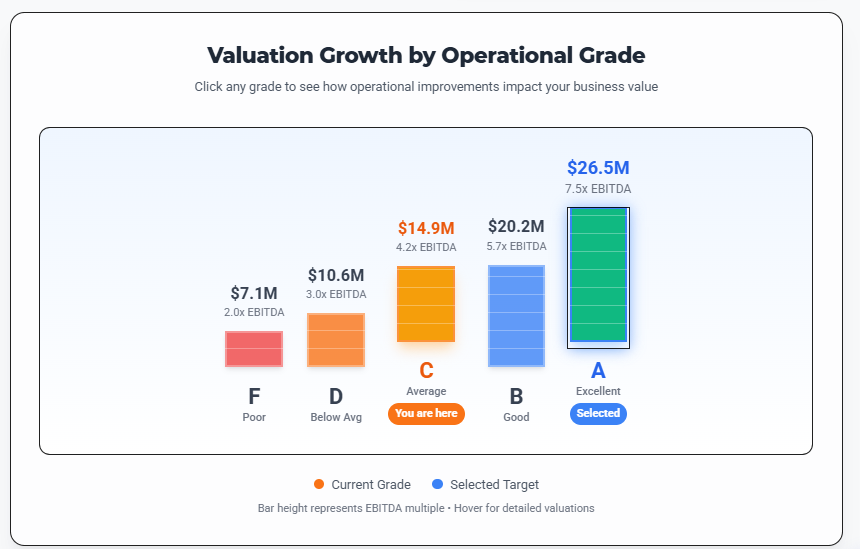 Valuation Growth by Operational Grade
Click any grade to see how operational improvements impact your business value
$7.1M
2.0x EBITDA
F
Poor
$10.6M
3.0x EBITDA
D
Below Avg
$14.9M
4.2x EBITDA
C
Average
You are here
$20.2M
5.7x EBITDA
B
Good
$26.5M
7.5x EBITDA
A
Excellent
Selected
Current Grade
Selected Target
Bar height represents EBITDA multiple • Hover for detailed valuations